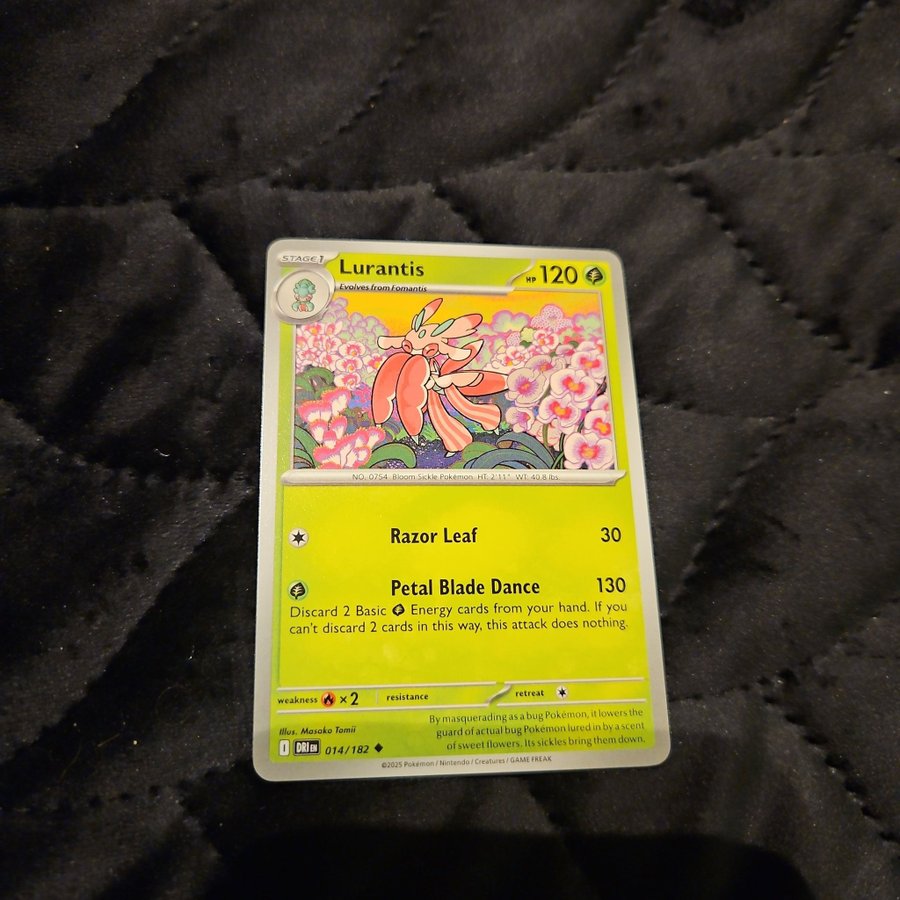 STAGE 1
Lurantis
HP 120
Evolves from Fomantis
NO. 0754 Bloom Sickle Pokémon HT: 2'11" WT: 40.8 lbs.
Razor Leaf 30
Petal Blade Dance 130
Discard 2 Basic Energy cards from your hand. If you
can't discard 2 cards in this way, this attack does nothing.
weakness ×2 resistance retreat
Illus. Masako Tomii
I DRI EN 014/182
By masquerading as a bug Pokémon, it lowers the
guard of actual bug Pokémon lured in by a scent
of sweet flowers. Its sickles bring them down.
©2025 Pokémon / Nintendo / Creatures / GAME FREAK